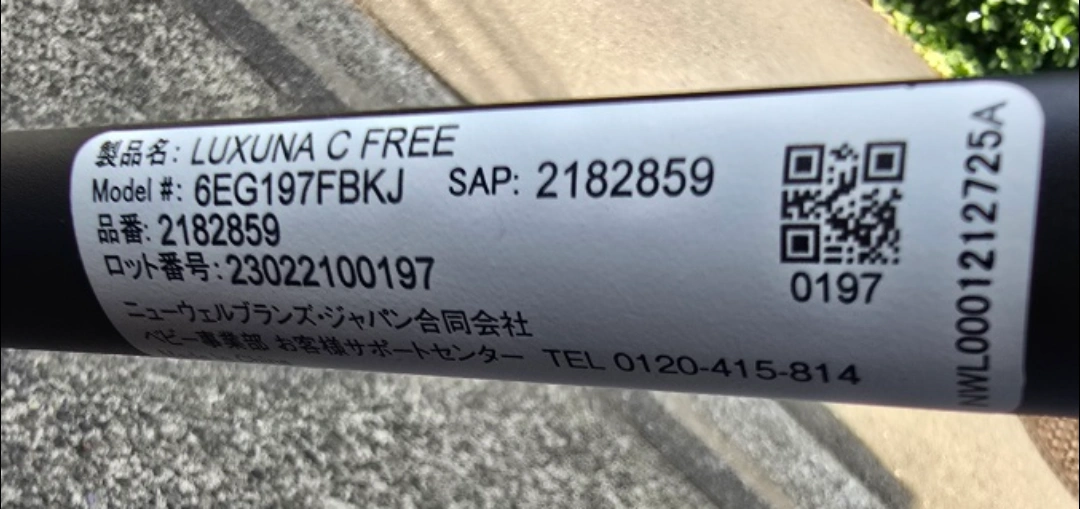 製品名: LUXUNA C FREE
Model #: 6EG197FBKJ SAP: 2182859
品番: 2182859
ロット番号: 23022100197
ニューウェルブランズ・ジャパン合同会社
ベビー事業部 お客様サポートセンター TEL 0120-415-814
0197
NWL0001212725A